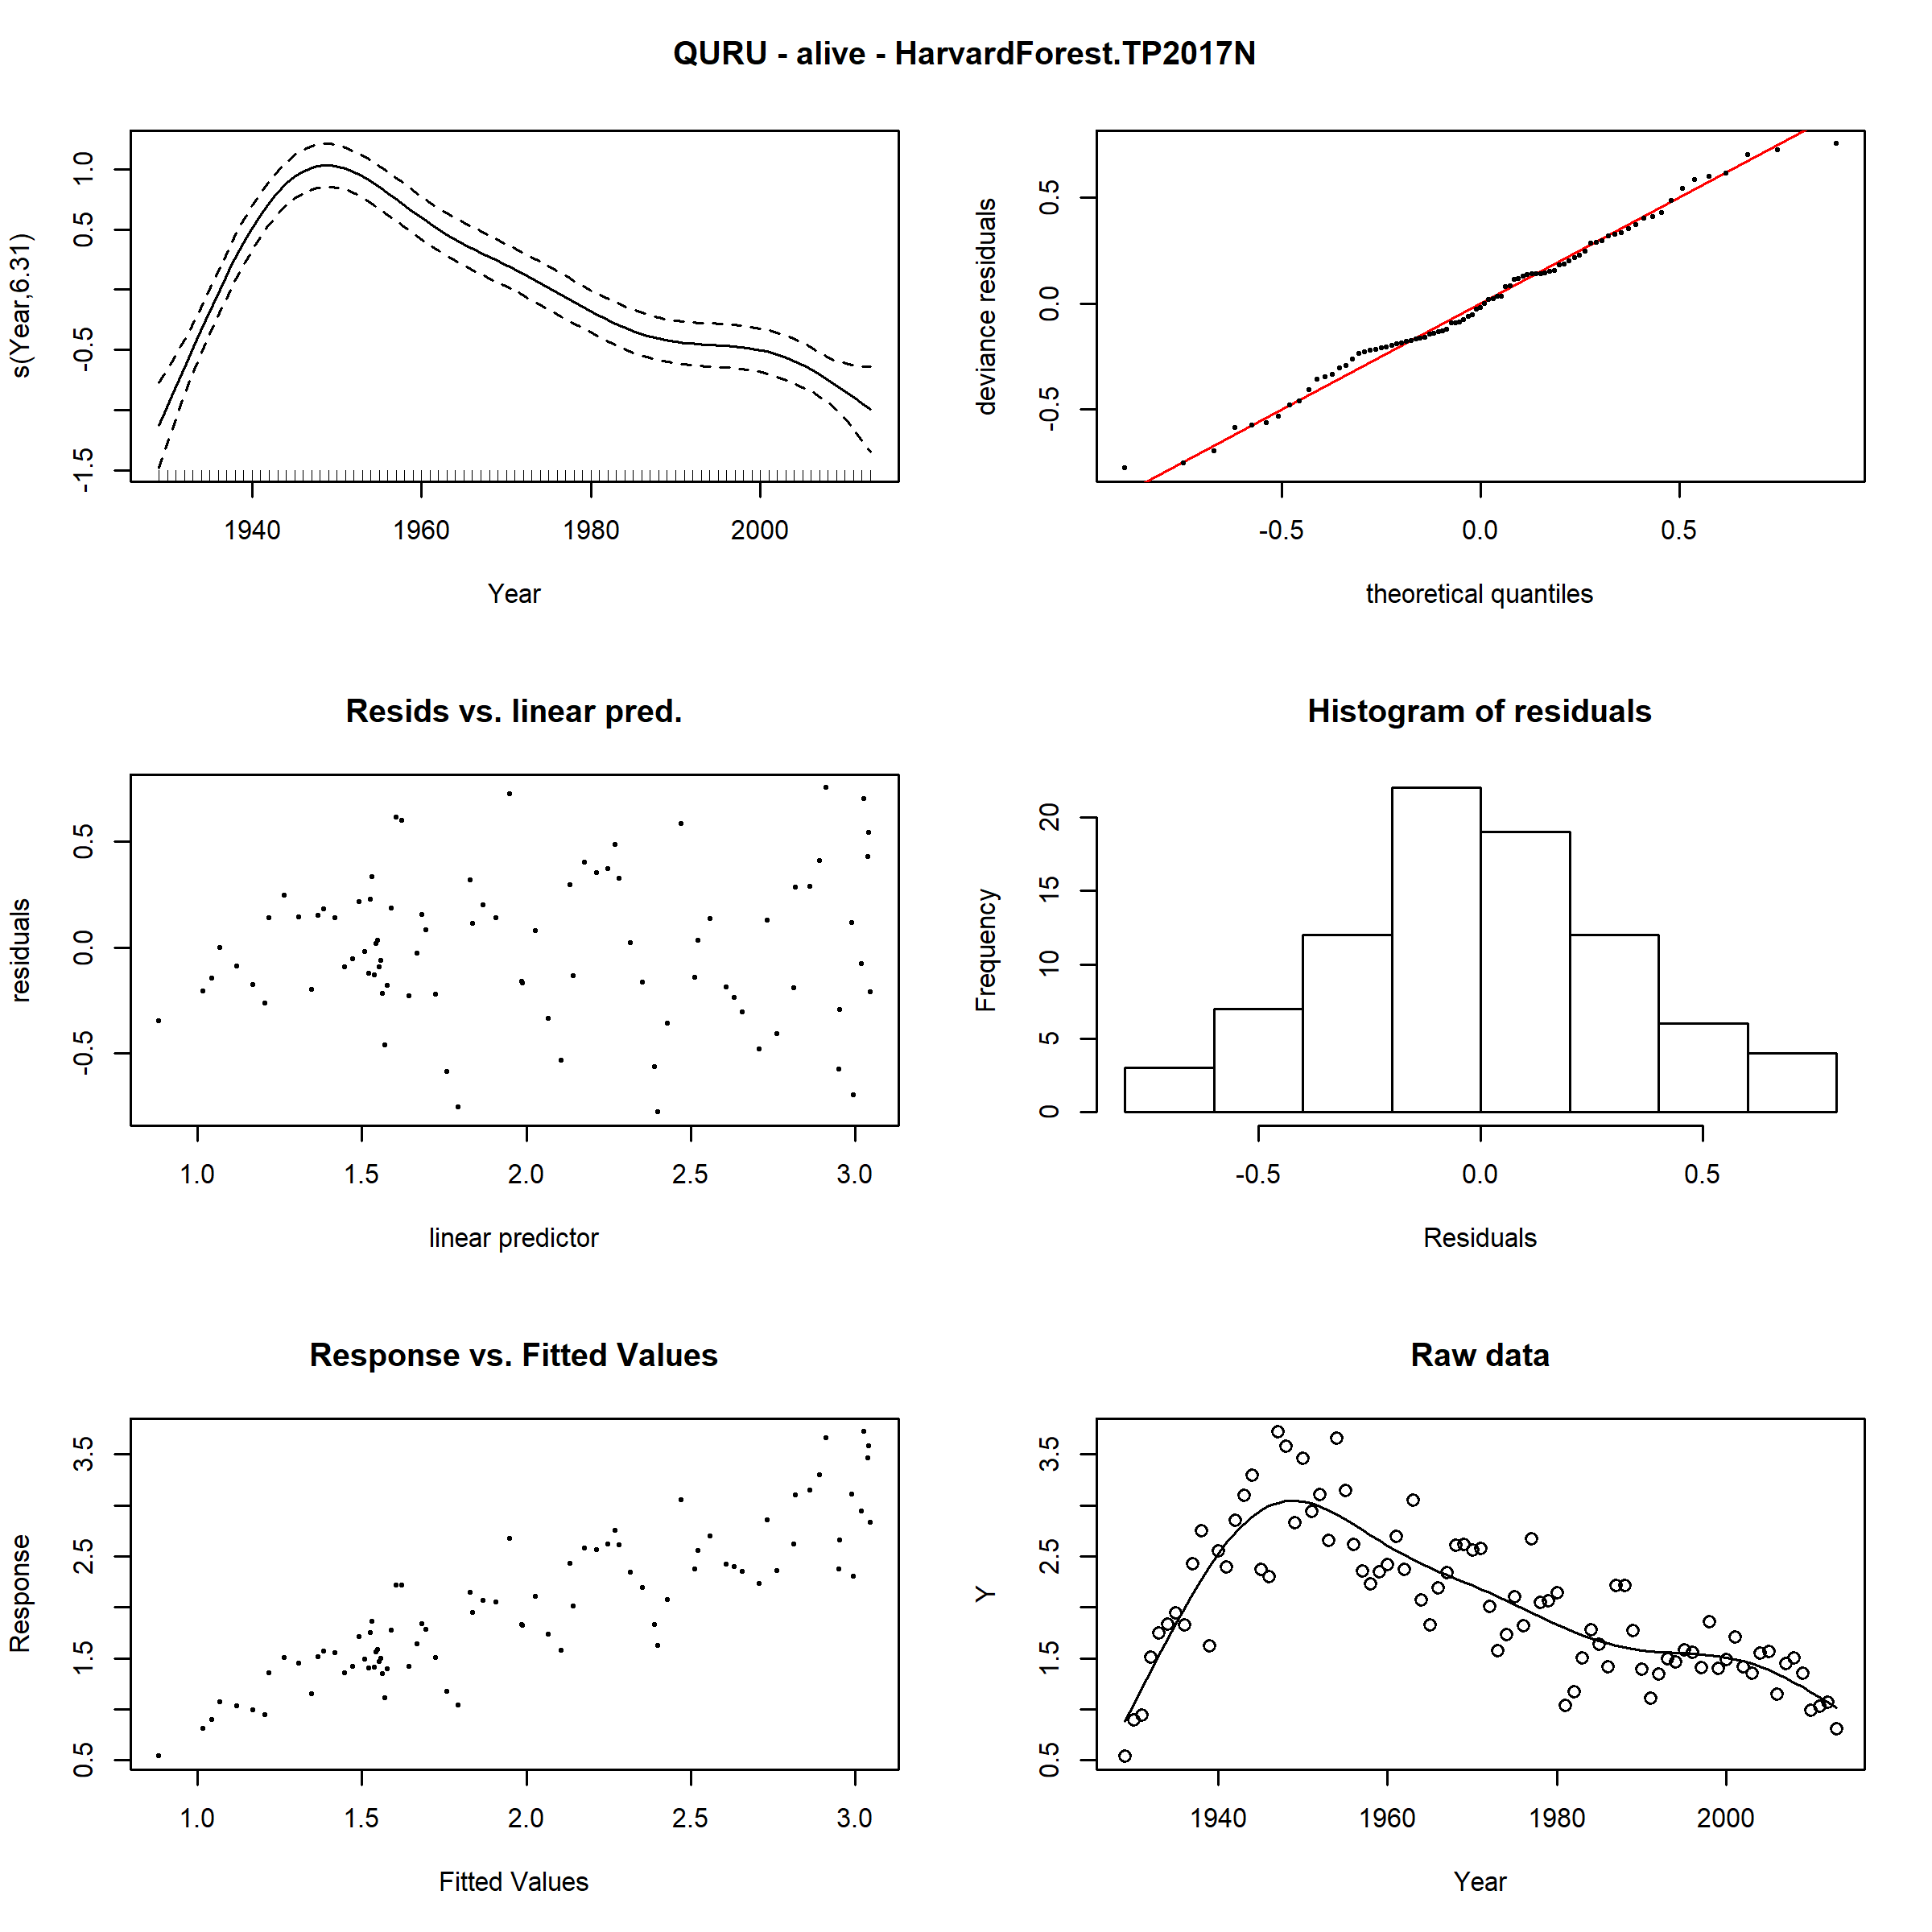 QURU - alive - HarvardForest.TP2017N
s(Year,6.31)
1.0
0.5
-0.5
-1.5
1940 1960 1980 2000
Year
deviance residuals
0.5
0.0
-0.5
-0.5 0.0 0.5
theoretical quantiles
Resids vs. linear pred.
residuals
0.5
0.0
-0.5
1.0 1.5 2.0 2.5 3.0
linear predictor
Histogram of residuals
Frequency
20
15
10
5
0
-0.5 0.0 0.5
Residuals
Response vs. Fitted Values
Response
3.5
2.5
1.5
0.5
1.0 1.5 2.0 2.5 3.0
Fitted Values
Raw data
Y
3.5
2.5
1.5
0.5
1940 1960 1980 2000
Year